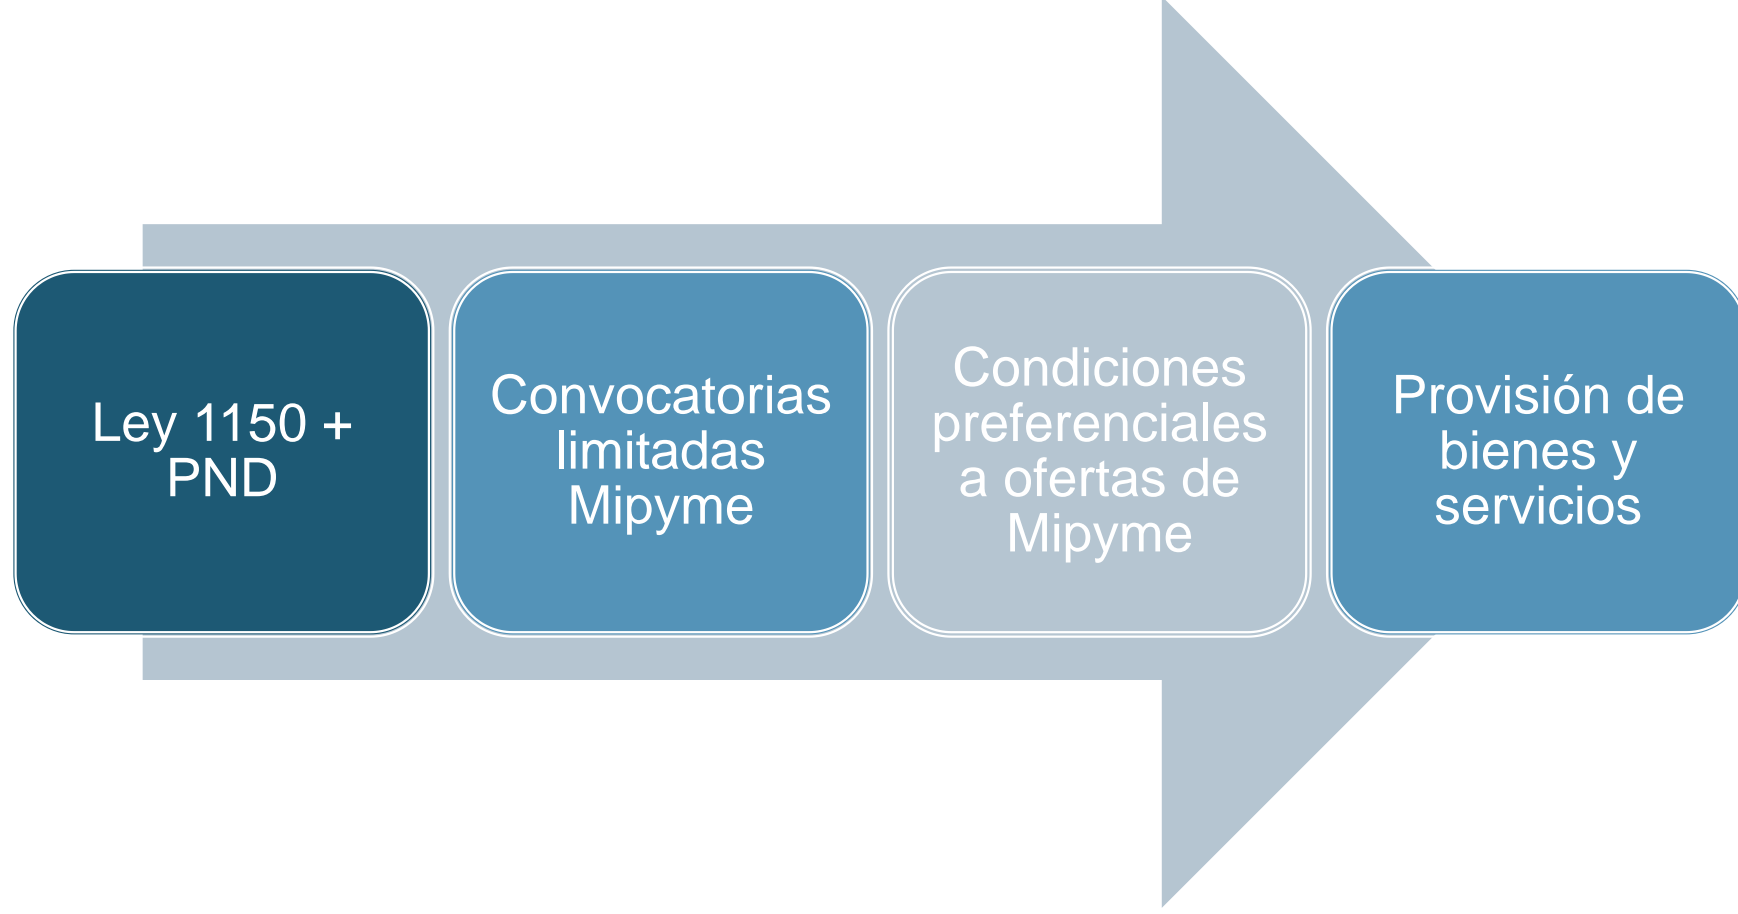 Ley 1150 +
PND
Convocatorias
limitadas
Mipyme
Condiciones
preferenciales
a ofertas de
Mipyme
Provisión de
bienes y
servicios